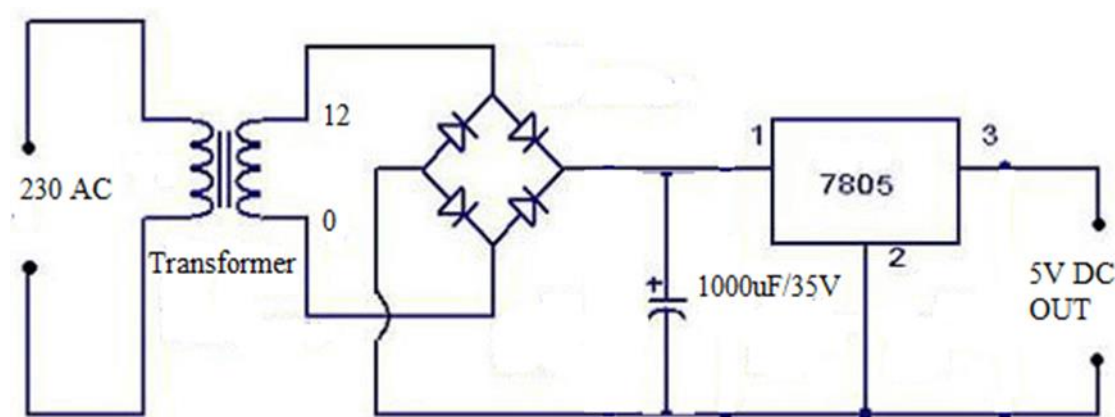 12
230 AC
0
Transformer
1
7805
3
2
+
1000uF/35V
5V DC
OUT